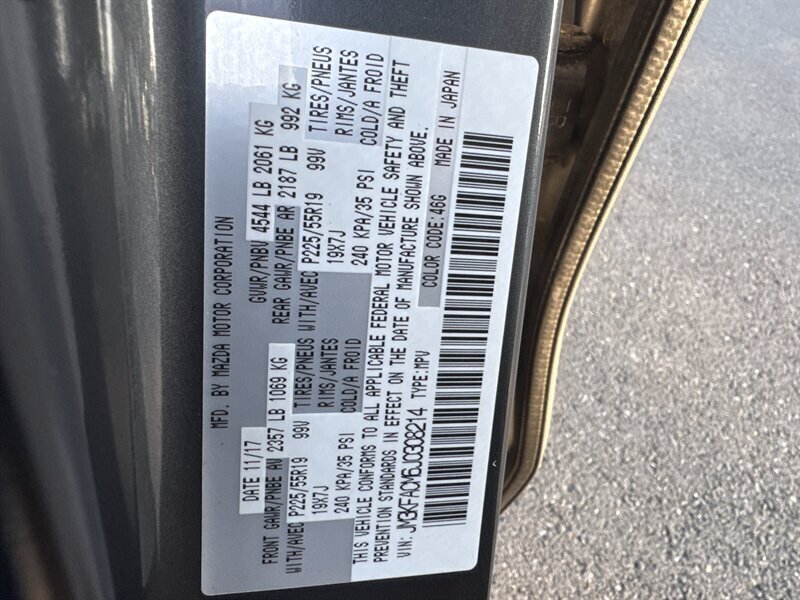 MFD. BY MAZDA MOTOR CORPORATION
DATE 11/17 GVWR/PNBV 4544 LB 2061 KG
FRONT GAWR/PNBE AV 2357 LB 1069 KG REAR GAWR/PNBE AR 2187 LB 992 KG
WITH/AVEC P225/55R19 99V TIRES/PNEUS WITH/AVEC P225/55R19 99V TIRES/PNEUS
19X7J RIMS/JANTES 19X7J RIMS/JANTES
240 KPA/35 PSI COLD/A FROID 240 KPA/35 PSI COLD/A FROID
THIS VEHICLE CONFORMS TO ALL APPLICABLE FEDERAL MOTOR VEHICLE SAFETY AND THEFT
PREVENTION STANDARDS IN EFFECT ON THE DATE OF MANUFACTURE SHOWN ABOVE.
VIN: JM3KFACM6J0308214 TYPE:MPV COLOR CODE:46G MADE IN JAPAN